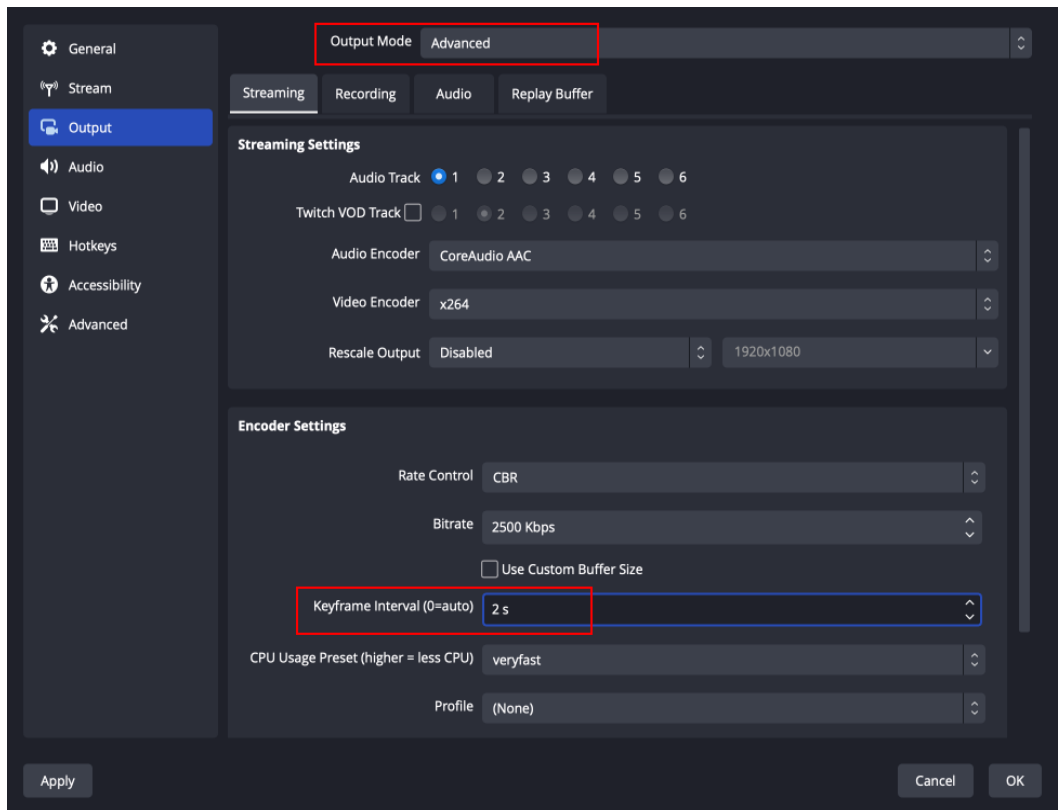 General
Stream
Output
Audio
Video
Hotkeys
Accessibility
Advanced
Output Mode Advanced
Streaming Recording Audio Replay Buffer
Streaming Settings
Audio Track 1 2 3 4 5 6
Twitch VOD Track 1 2 3 4 5 6
Audio Encoder CoreAudio AAC
Video Encoder x264
Rescale Output Disabled 1920x1080
Encoder Settings
Rate Control CBR
Bitrate 2500 Kbps
Use Custom Buffer Size
Keyframe Interval (0=auto) 2 s
CPU Usage Preset (higher = less CPU) veryfast
Profile (None)
Apply Cancel OK